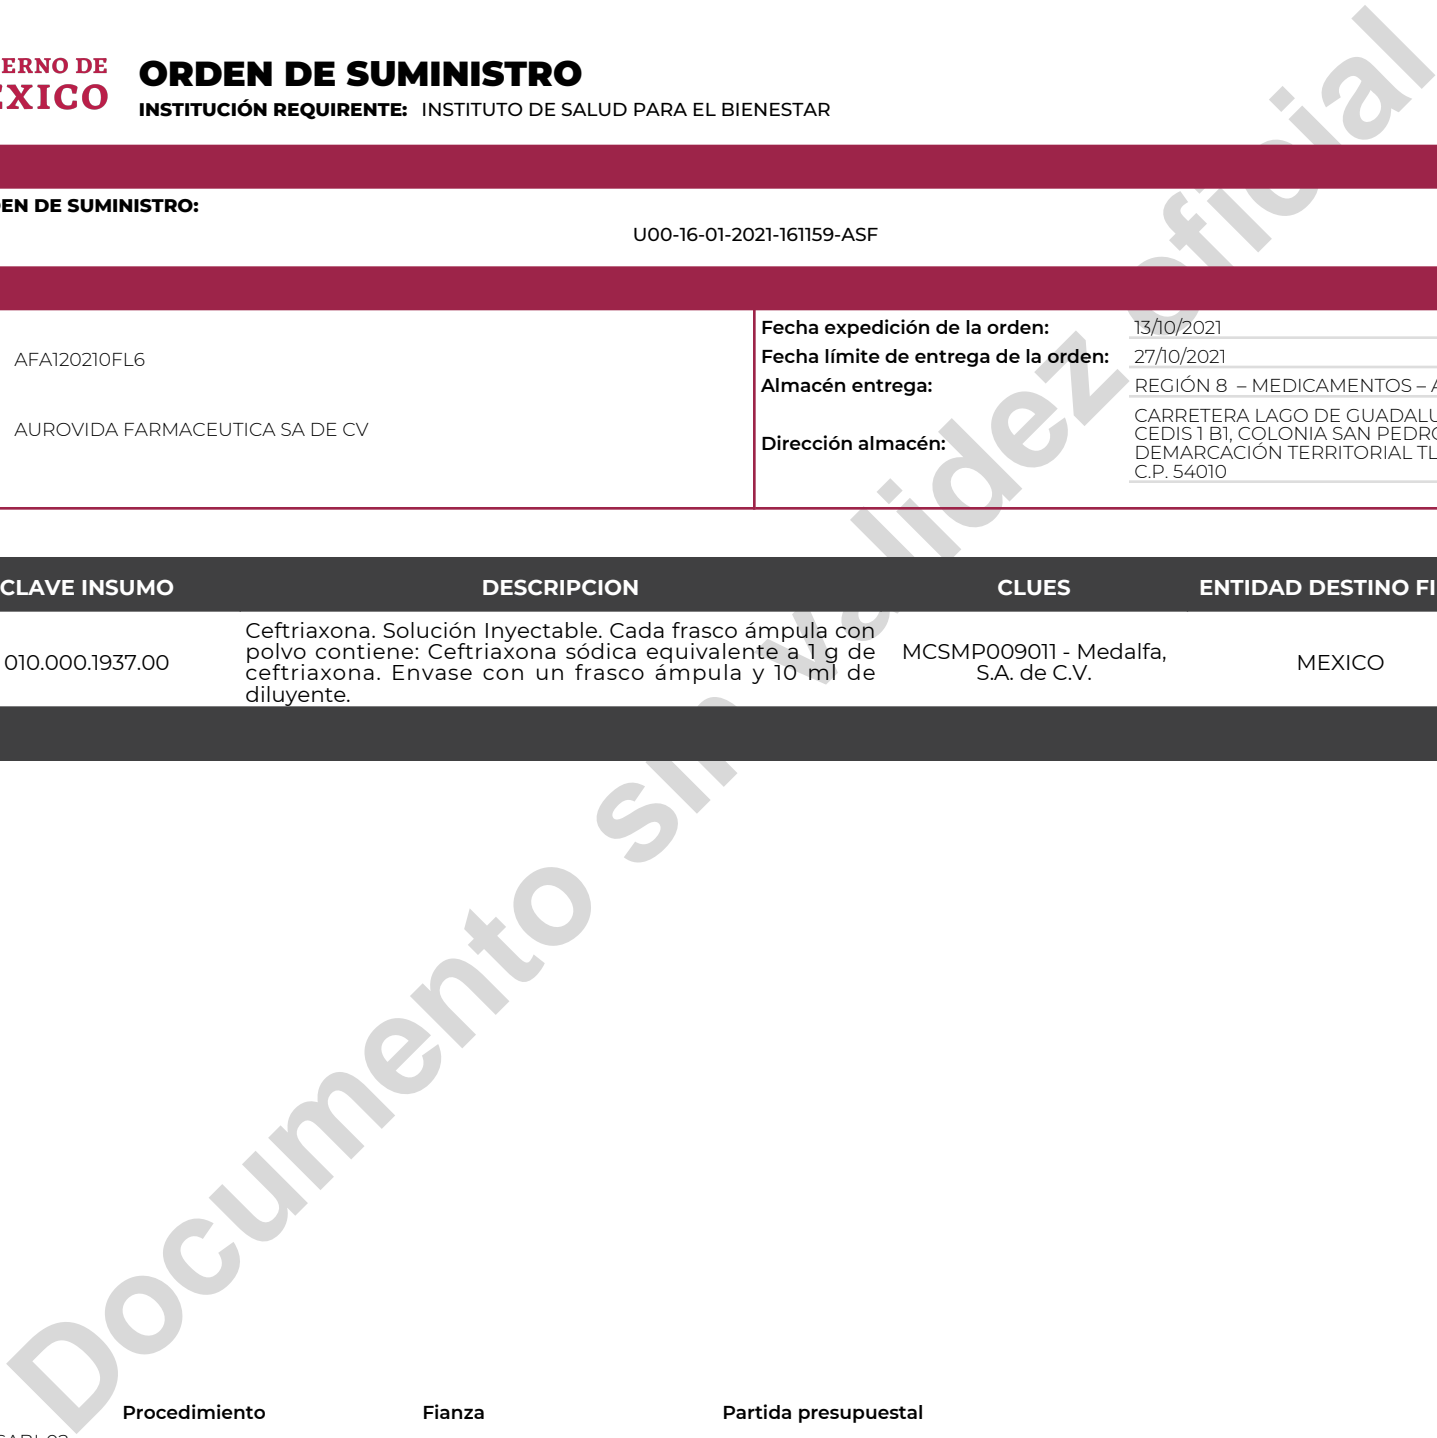 ERNO DE
EXICO
ORDEN DE SUMINISTRO
INSTITUCIÓN REQUIRENTE: INSTITUTO DE SALUD PARA EL BIENESTAR
EN DE SUMINISTRO:
U00-16-01-2021-161159-ASF
AFA120210FL6
AUROVIDA FARMACEUTICA SA DE CV
Fecha expedición de la orden: 13/10/2021
Fecha límite de entrega de la orden: 27/10/2021
Almacén entrega: REGIÓN 8 – MEDICAMENTOS – A
Dirección almacén:
CARRETERA LAGO DE GUADALU
CEDIS 1 B1, COLONIA SAN PEDRO
DEMARCACIÓN TERRITORIAL TL
C.P. 54010
CLAVE INSUMO DESCRIPCION CLUES ENTIDAD DESTINO FI
010.000.1937.00
Ceftriaxona. Solución Inyectable. Cada frasco ámpula con
polvo contiene: Ceftriaxona sódica equivalente a 1 g de
ceftriaxona. Envase con un frasco ámpula y 10 ml de
diluyente.
MCSMP009011 - Medalfa,
S.A. de C.V.
MEXICO
Documento sin validez oficial
Procedimiento Fianza Partida presupuestal